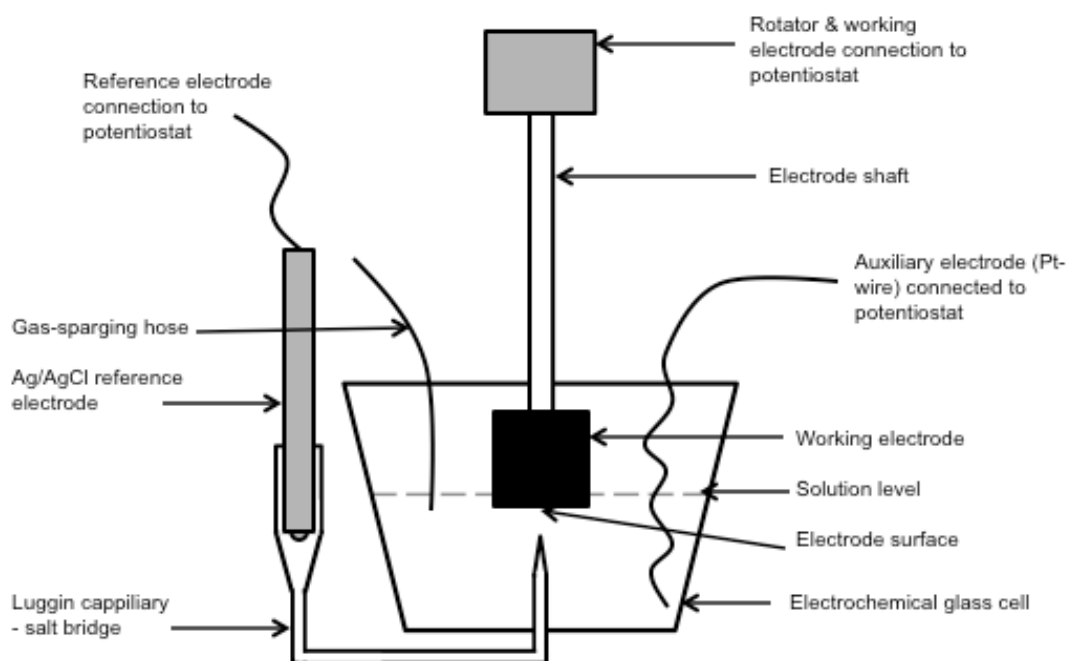 Rotator & working
electrode connection to
potentiostat
Reference electrode
connection to
potentiostat
Electrode shaft
Auxiliary electrode (Pt-
wire) connected to
potentiostat
Gas-sparging hose
Ag/AgCl reference
electrode
Working electrode
Solution level
Electrode surface
Luggin cappiliary
- salt bridge
Electrochemical glass cell